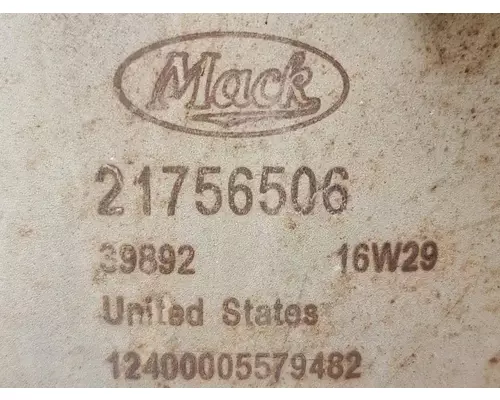 Mack
21756506
39892 16W29
United States
12400005579482